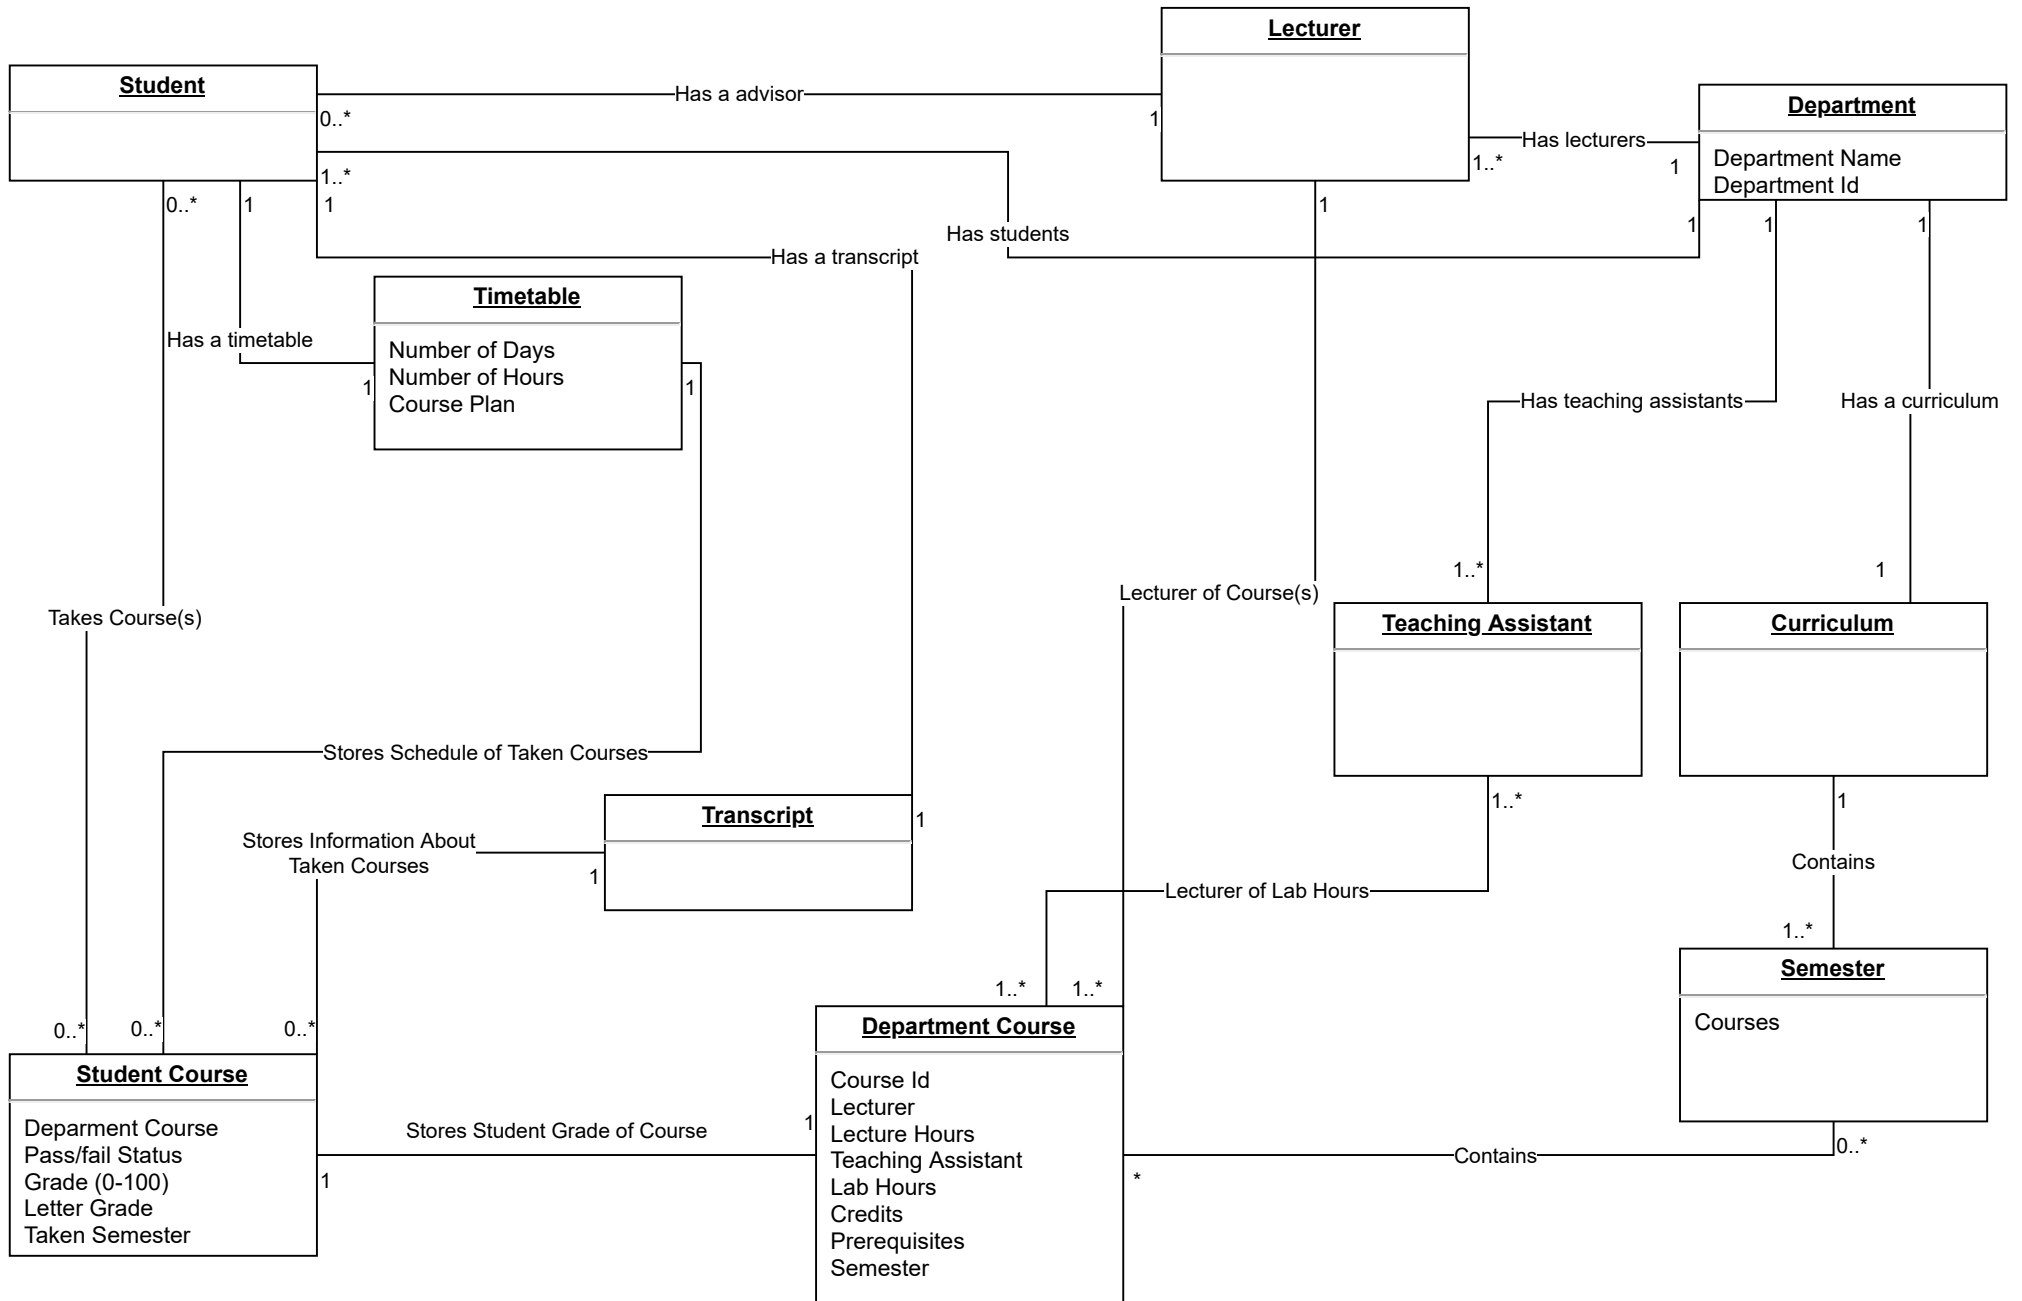 Lecturer
Student
Has a advisor
0..*
1
Department
Department Name
Department Id
Has lecturers
1..*
1
1..*
0..*
1
1
1
Has students
1
1
1
Has a transcript
Timetable
Number of Days
Number of Hours
Course Plan
Has a timetable
1
1
Has teaching assistants
Has a curriculum
1..*
1
Lecturer of Course(s)
Takes Course(s)
Teaching Assistant
Curriculum
Stores Schedule of Taken Courses
Transcript
1
Stores Information About
Taken Courses
1
1..*
1
Contains
Lecturer of Lab Hours
1..*
Semester
Courses
0..*
0..*
0..*
0..*
1..*
1..*
Student Course
Deparment Course
Pass/fail Status
Grade (0-100)
Letter Grade
Taken Semester
Stores Student Grade of Course
1
1
Department Course
Course Id
Lecturer
Lecture Hours
Teaching Assistant
Lab Hours
Credits
Prerequisites
Semester
Contains
*